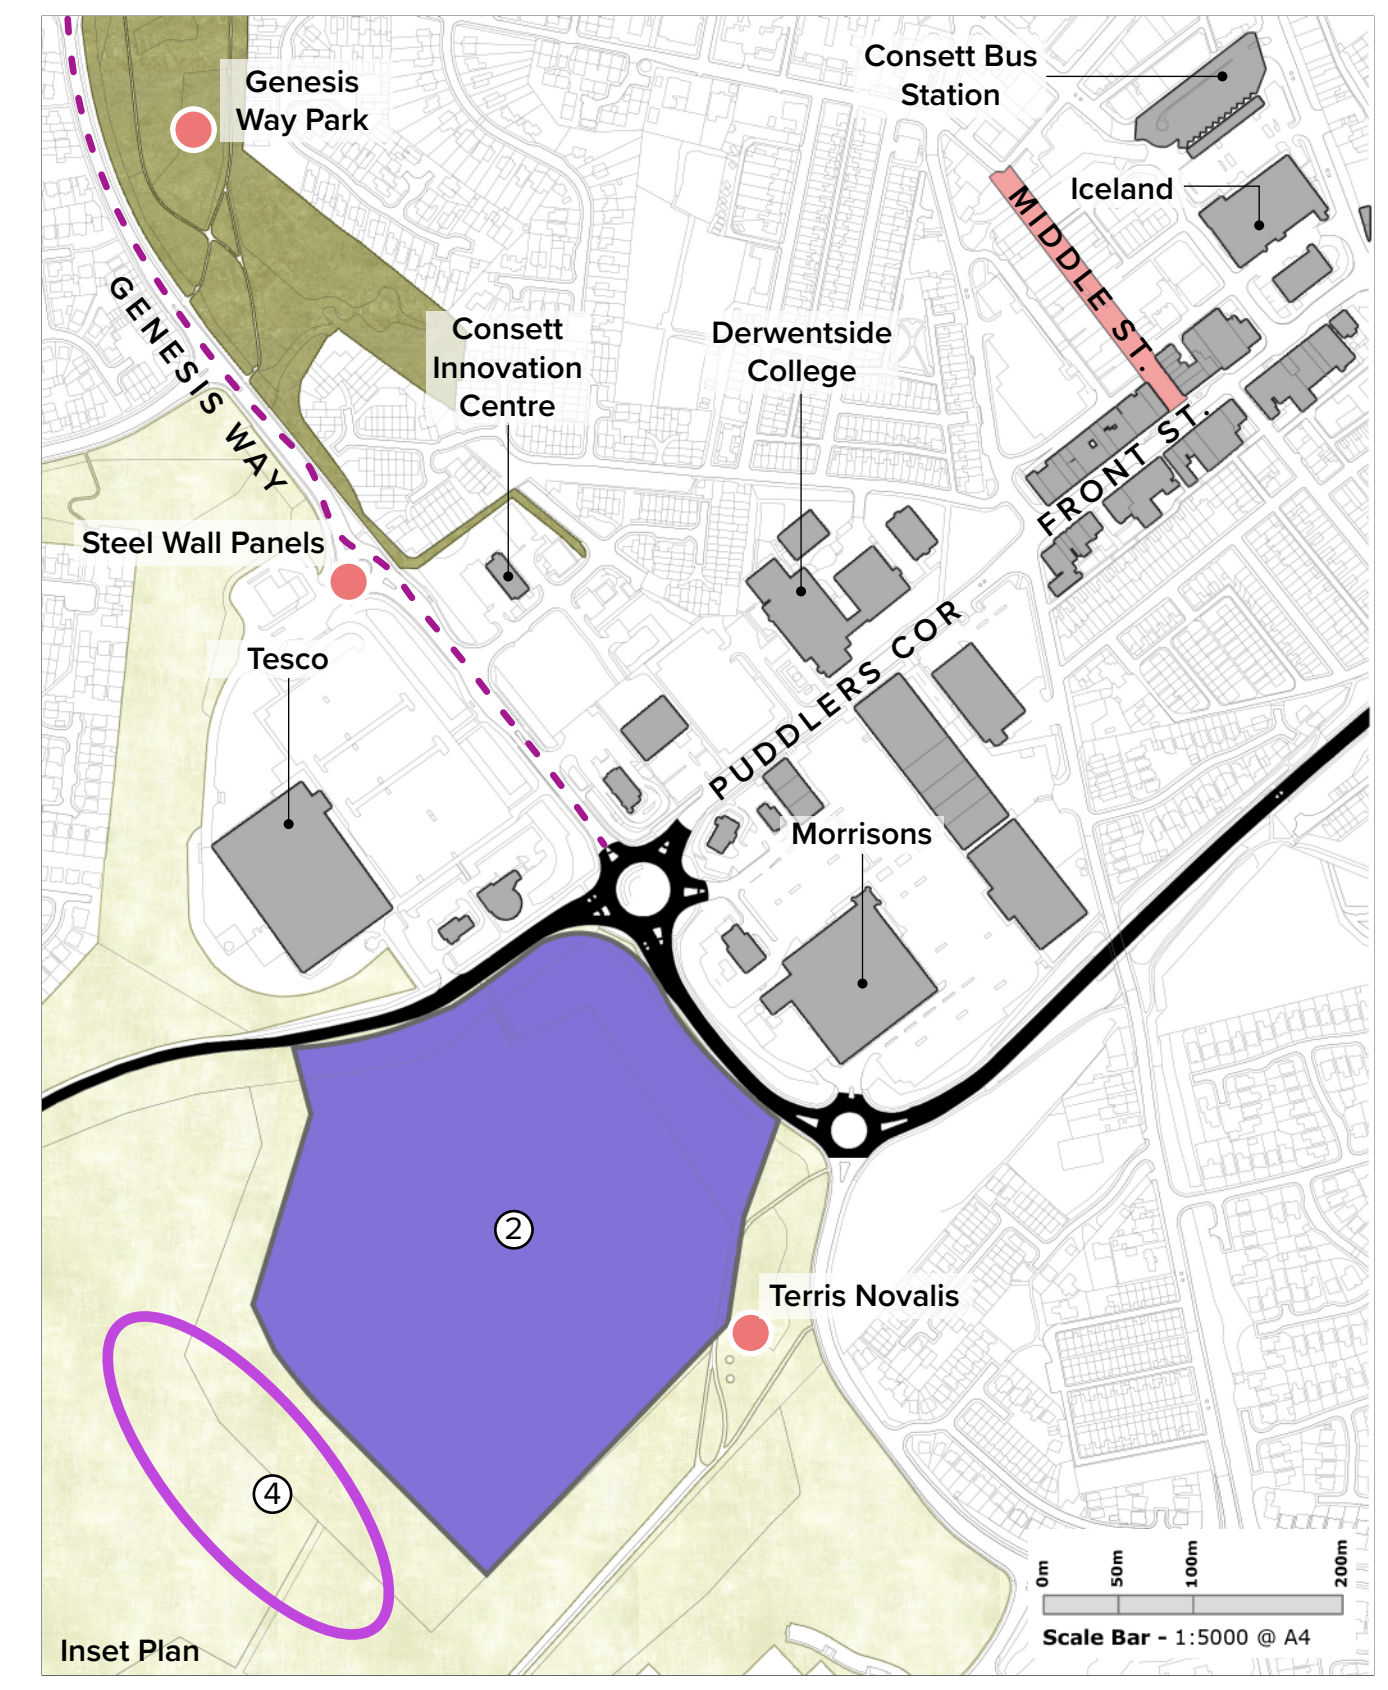 Consett Bus
Station
Genesis
Way Park
Iceland
MIDDLE ST.
GENESIS WAY
Consett
Innovation
Centre
Derwentside
College
FRONT ST.
Steel Wall Panels
Tesco
PUDDLERS COR
Morrisons
2
Terris Novalis
4
0m
50m
100m
200m
Scale Bar - 1:5000 @ A4
Inset Plan